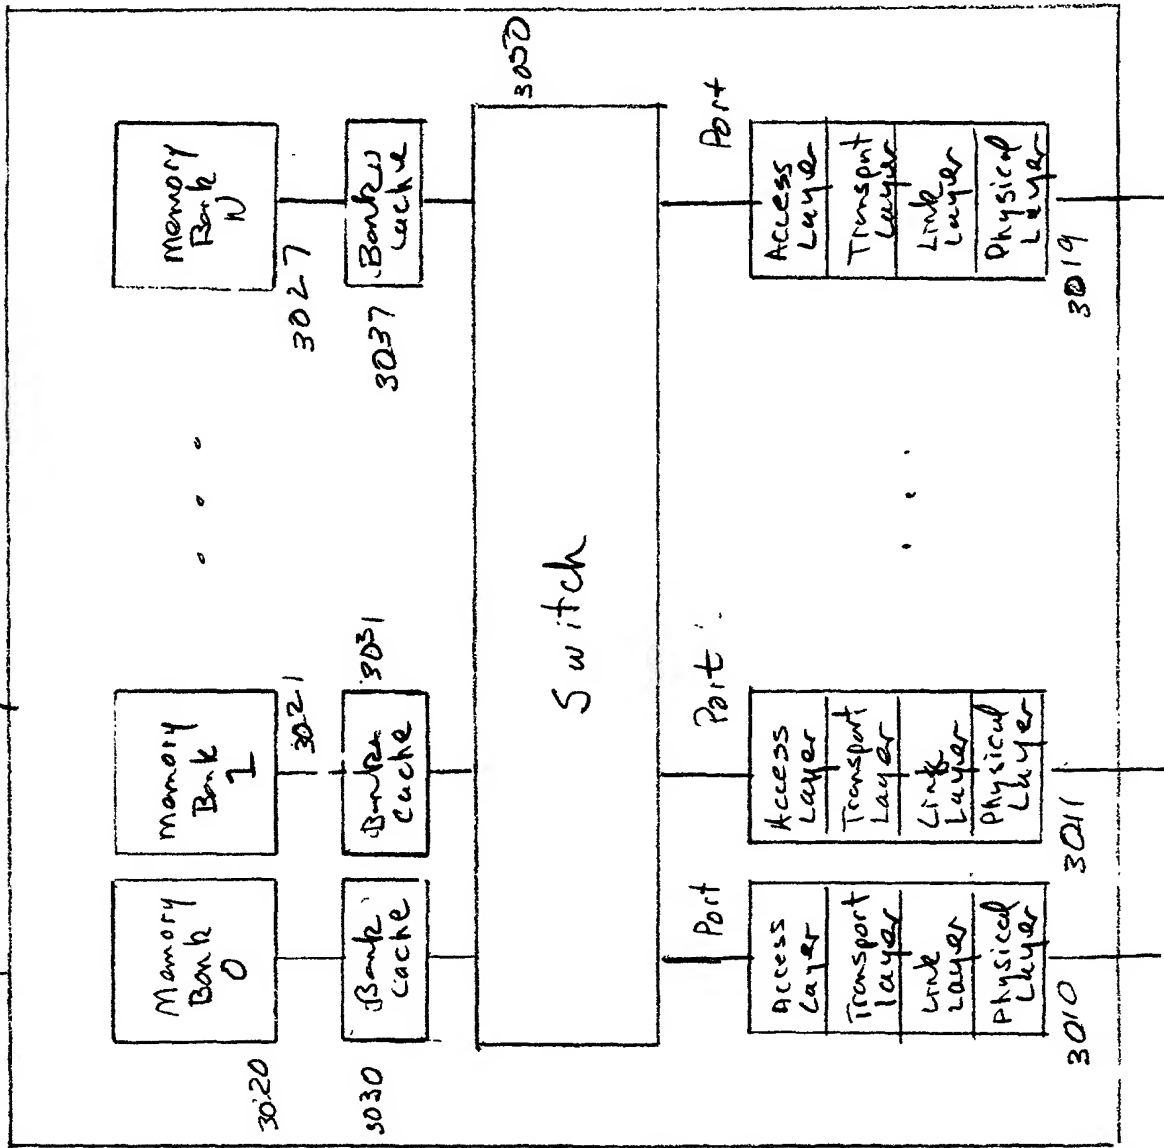 Memory
Bank
0
3020
Memory
Bank
1
3021
Memory
Bank
N
3027
Bank
Cache
3030
Bank
Cache
3031
Bank
Cache
3037
Switch
3050
Port
Access
Layer
Transport
Layer
Link
Layer
Physical
Layer
3010
Port
Access
Layer
Transport
Layer
Link
Layer
Physical
Layer
3011
Port
Access
Layer
Transport
Layer
Link
Layer
Physical
Layer
3019